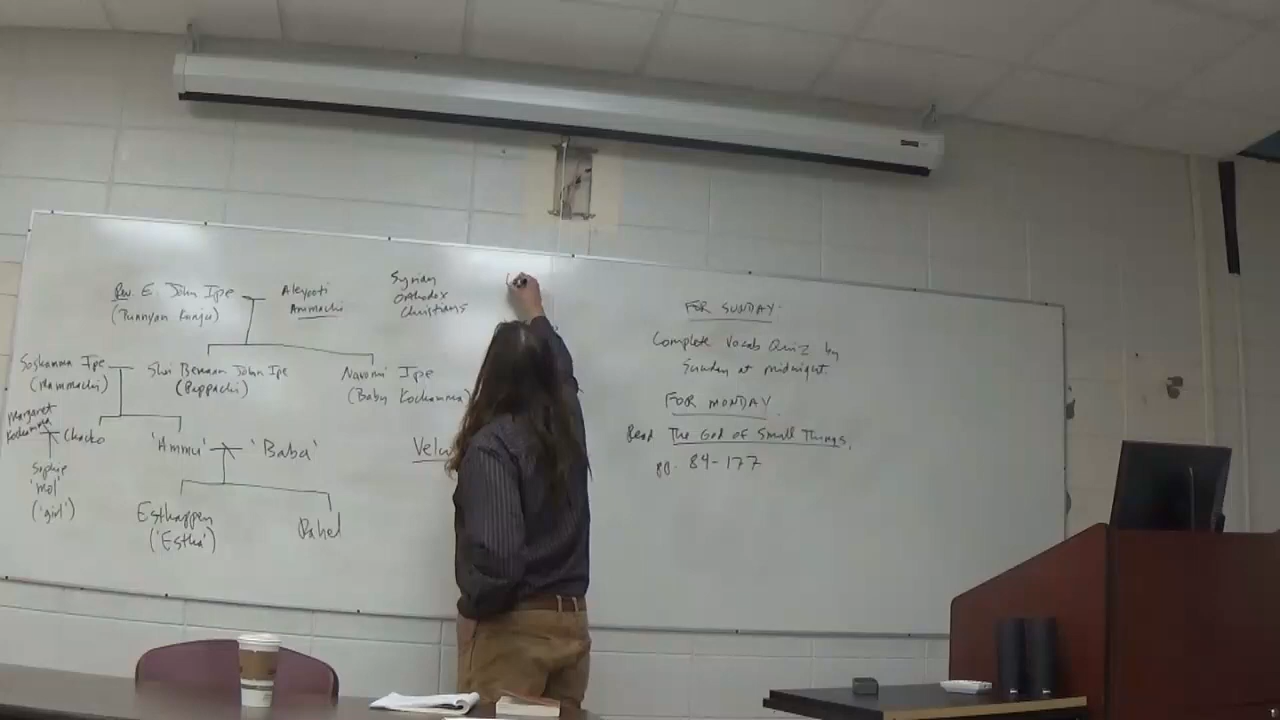 Rev. E. John Ipe
(Punnyan Kunju)
Aleyooti
Ammachi
Syrian
Orthodox
Christians
Soshamma Ipe
(Mammachi)
Shri Benaan John Ipe
(Pappachi)
Navomi Ipe
(Baby Kochamma)
Margaret
Kochamma
Chacko
'Ammu'
'Baba'
Sophie
'mol'
('girl')
Esthappen
('Estha')
Rahel
FOR SUNDAY:
Complete Vocab Quiz by
Sunday at midnight.
FOR MONDAY
Read The God of Small Things,
pp. 84-177